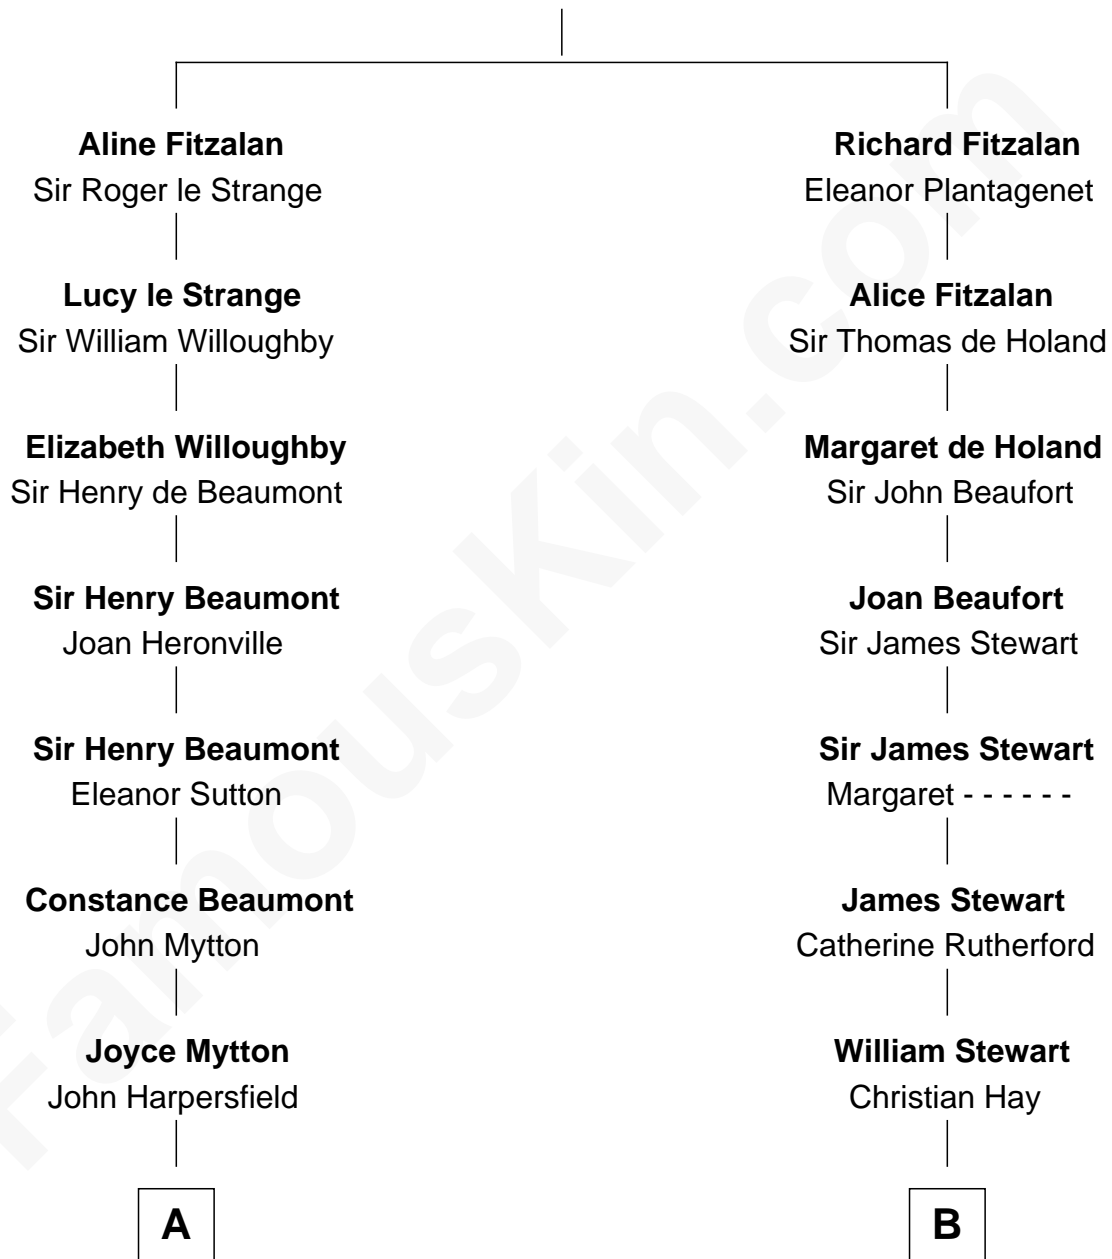 Aline Fitzalan
Sir Roger le Strange
Lucy le Strange
Sir William Willoughby
Elizabeth Willoughby
Sir Henry de Beaumont
Sir Henry Beaumont
Joan Heronville
Sir Henry Beaumont
Eleanor Sutton
Constance Beaumont
John Mytton
Joyce Mytton
John Harpersfield
A
Richard Fitzalan
Eleanor Plantagenet
Alice Fitzalan
Sir Thomas de Holand
Margaret de Holand
Sir John Beaufort
Joan Beaufort
Sir James Stewart
Sir James Stewart
Margaret - - - - - -
James Stewart
Catherine Rutherford
William Stewart
Christian Hay
B
FamousKin.com